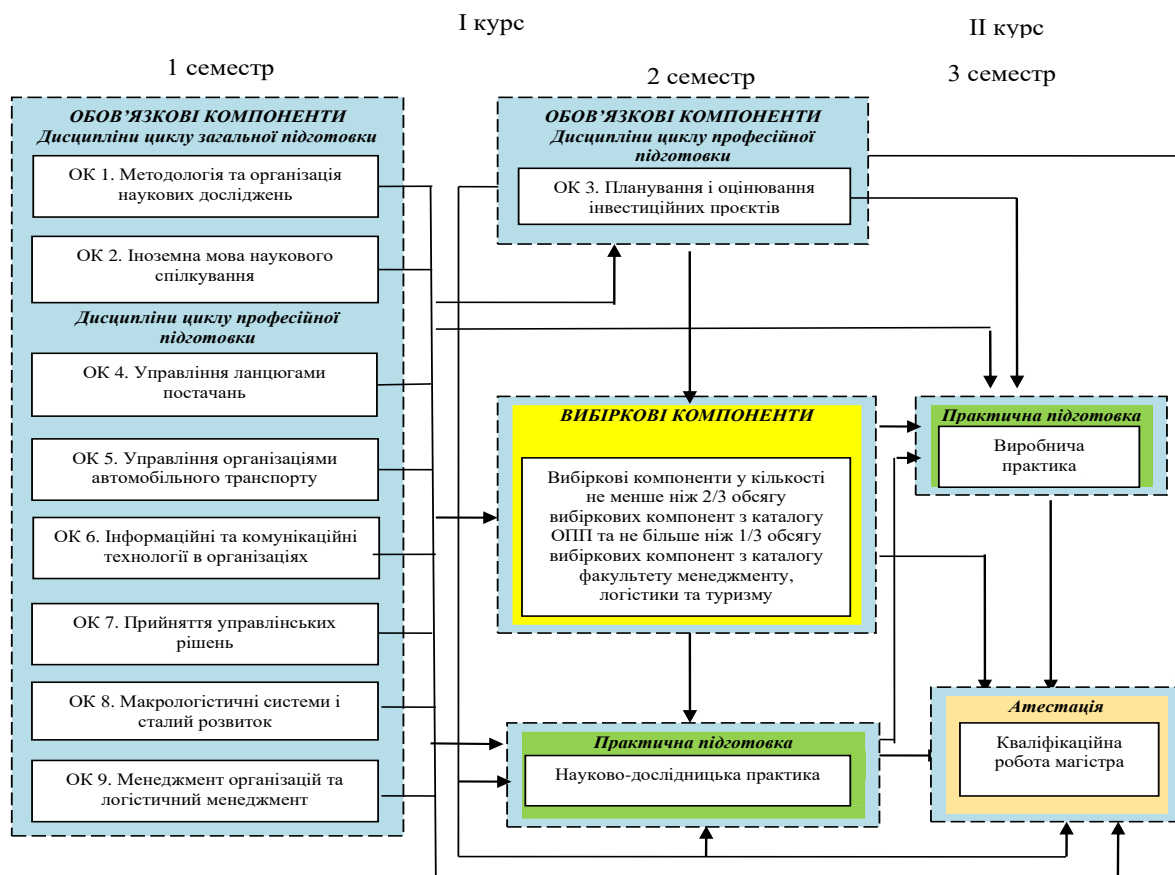 І курс
ІІ курс
1 семестр
2 семестр
3 семестр
ОБОВ’ЯЗКОВІ КОМПОНЕНТИ
Дисципліни циклу загальної підготовки
ОК 1. Методологія та організація
наукових досліджень
ОК 2. Іноземна мова наукового
спілкування
Дисципліни циклу професійної
підготовки
ОК 4. Управління ланцюгами
постачань
ОК 5. Управління організаціями
автомобільного транспорту
ОК 6. Інформаційні та комунікаційні
технології в організаціях
ОК 7. Прийняття управлінських
рішень
ОК 8. Макрологістичні системи і
сталий розвиток
ОК 9. Менеджмент організацій та
логістичний менеджмент
ОБОВ’ЯЗКОВІ КОМПОНЕНТИ
Дисципліни циклу професійної
підготовки
ОК 3. Планування і оцінювання
інвестиційних проєктів
ВИБІРКОВІ КОМПОНЕНТИ
Вибіркові компоненти у кількості
не менше ніж 2/3 обсягу
вибіркових компонент з каталогу
ОПП та не більше ніж 1/3 обсягу
вибіркових компонент з каталогу
факультету менеджменту,
логістики та туризму
Практична підготовка
Науково-дослідницька практика
Практична підготовка
Виробнича
практика
Атестація
Кваліфікаційна
робота магістра